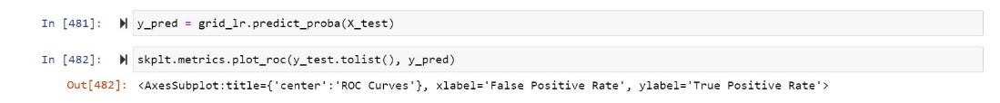 In [481]: y_pred = grid_lr.predict_proba(X_test)
In [482]: skplt.metrics.plot_roc(y_test.tolist(), y_pred)
Out[482]: <AxesSubplot:title={'center':'ROC Curves'}, xlabel='False Positive Rate', ylabel='True Positive Rate'>